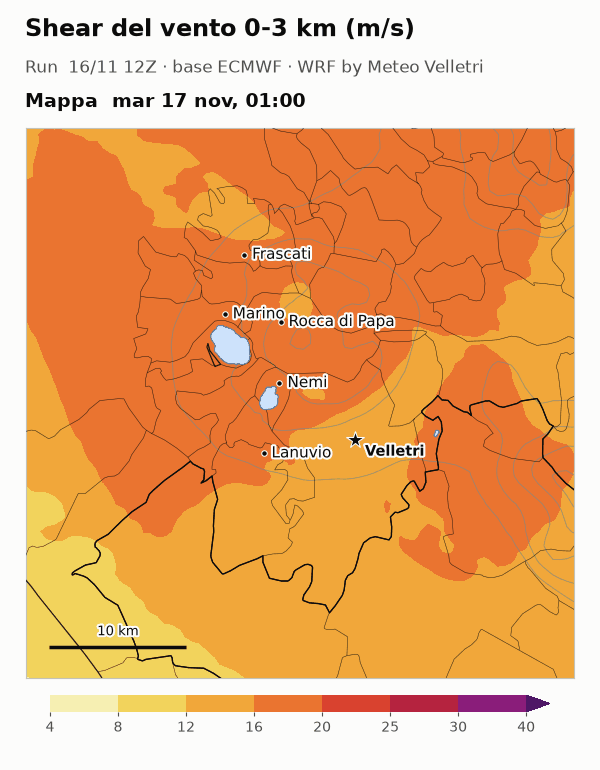 Shear del vento 0-3 km (m/s)
Run  16/11 12Z · base ECMWF · WRF by Meteo Velletri
Mappa  mar 17 nov, 01:00
Frascati
Marino
Rocca di Papa
Nemi
Velletri
Lanuvio
10 km
4 8 12 16 20 25 30 40